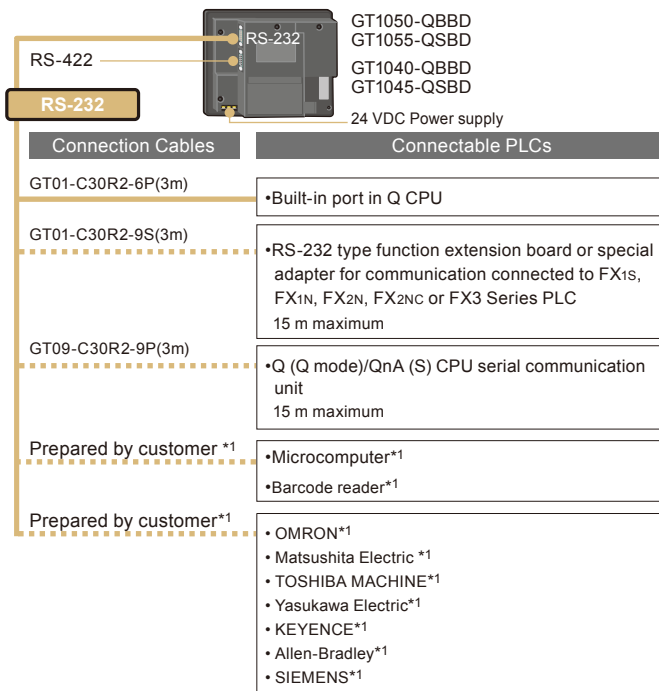 RS-232
GT1050-QBBD
GT1055-QSBD
RS-422
GT1040-QBBD
GT1045-QSBD
RS-232
24 VDC Power supply
Connection Cables
Connectable PLCs
GT01-C30R2-6P(3m)
•Built-in port in Q CPU
GT01-C30R2-9S(3m)
•RS-232 type function extension board or special
adapter for communication connected to FX1S,
FX1N, FX2N, FX2NC or FX3 Series PLC
15 m maximum
GT09-C30R2-9P(3m)
•Q (Q mode)/QnA (S) CPU serial communication
unit
15 m maximum
Prepared by customer *1
•Microcomputer*1
•Barcode reader*1
Prepared by customer*1
• OMRON*1
• Matsushita Electric *1
• TOSHIBA MACHINE*1
• Yasukawa Electric*1
• KEYENCE*1
• Allen-Bradley*1
• SIEMENS*1